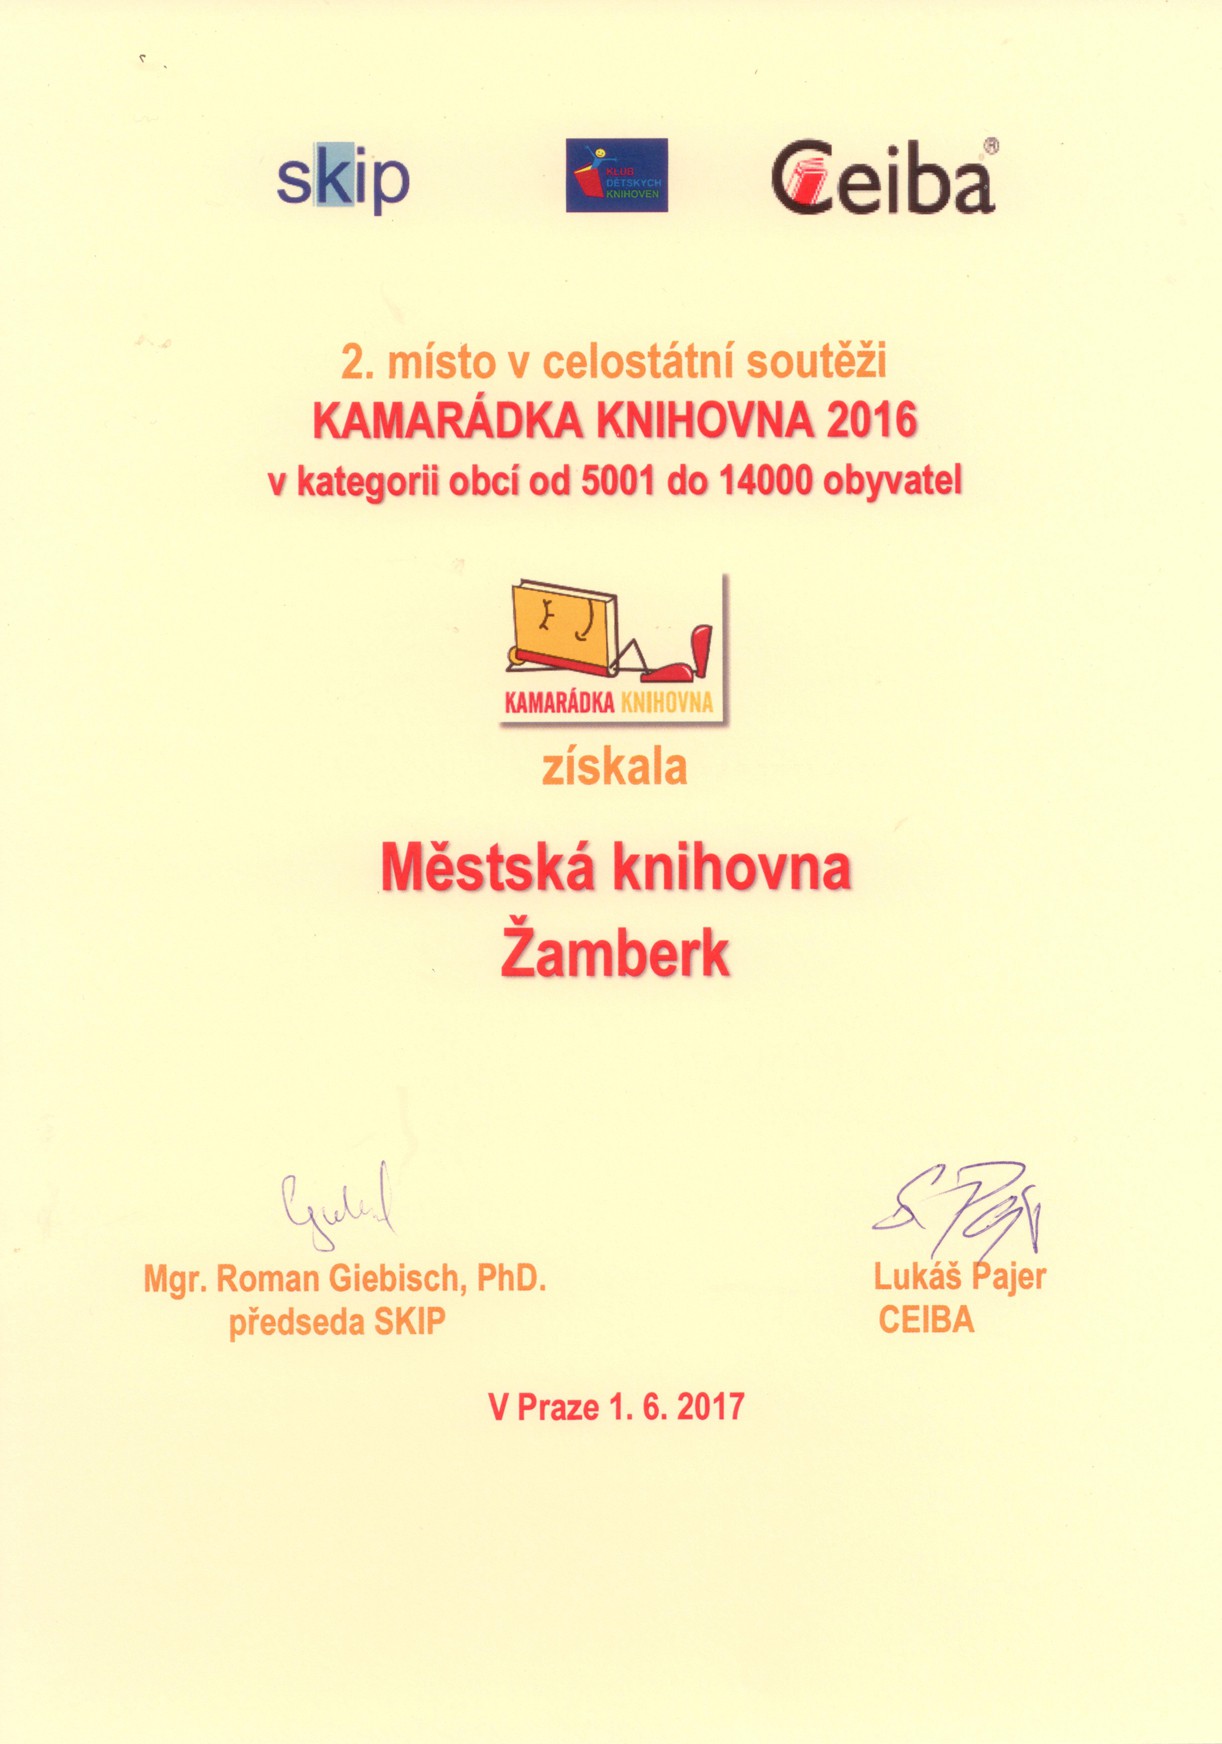 skip
KLUB
DĚTSKÝCH
KNIHOVEN
Ceiba®
2. místo v celostátní soutěži
KAMARÁDKA KNIHOVNA 2016
v kategorii obcí od 5001 do 14000 obyvatel
KAMARÁDKA KNIHOVNA
získala
Městská knihovna
Žamberk
Mgr. Roman Giebisch, PhD.
předseda SKIP
Lukáš Pajer
CEIBA
V Praze 1. 6. 2017